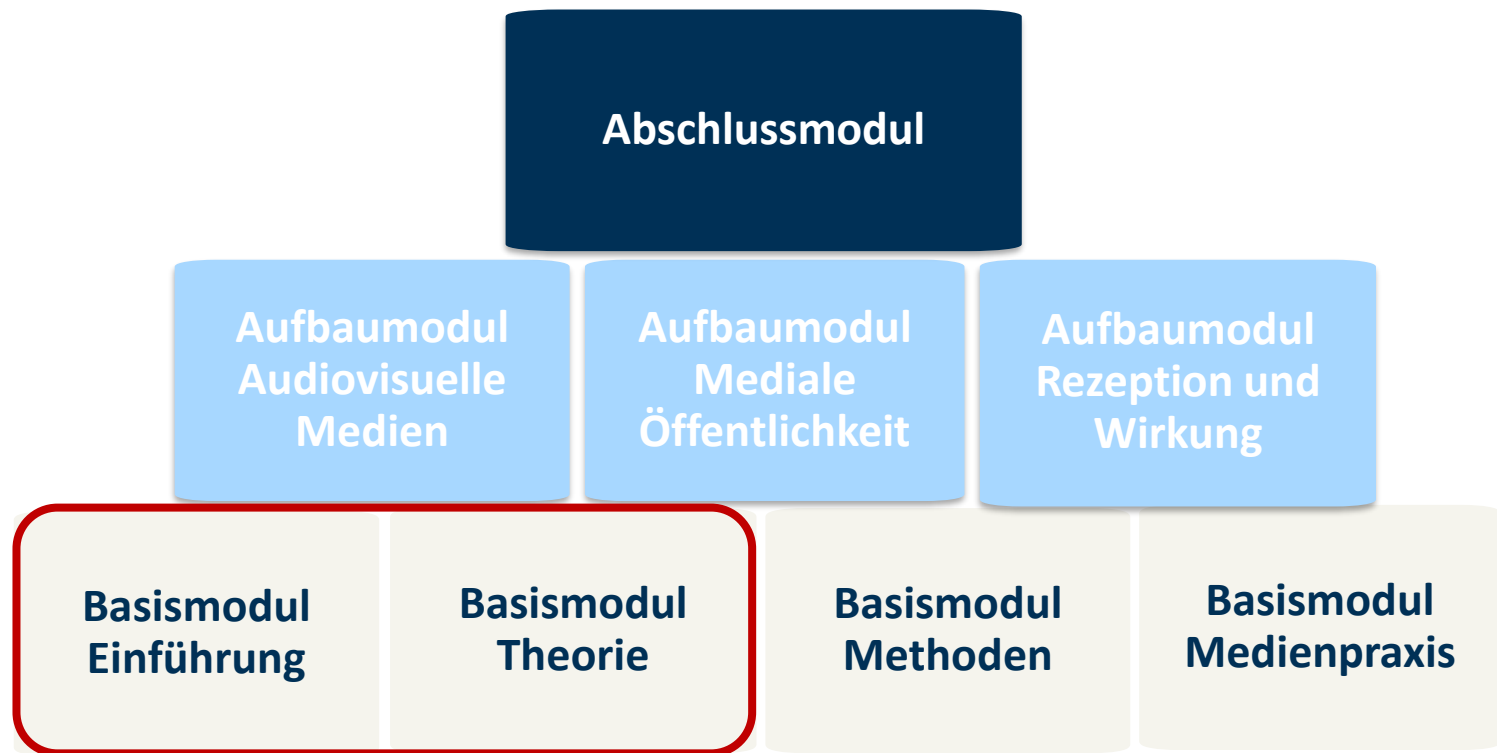 Abschlussmodul
Aufbaumodul
Audiovisuelle
Medien
Aufbaumodul
Mediale
Öffentlichkeit
Aufbaumodul
Rezeption und
Wirkung
Basismodul
Einführung
Basismodul
Theorie
Basismodul
Methoden
Basismodul
Medienpraxis